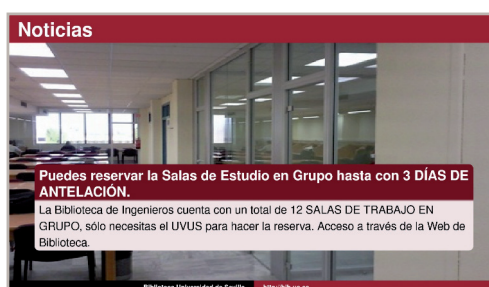 Noticias
Puedes reservar la Salas de Estudio en Grupo hasta con 3 DÍAS DE
ANTELACIÓN.
La Biblioteca de Ingenieros cuenta con un total de 12 SALAS DE TRABAJO EN
GRUPO, sólo necesitas el UVUS para hacer la reserva. Acceso a través de la Web de
Biblioteca.
Biblioteca Universidad de Sevilla